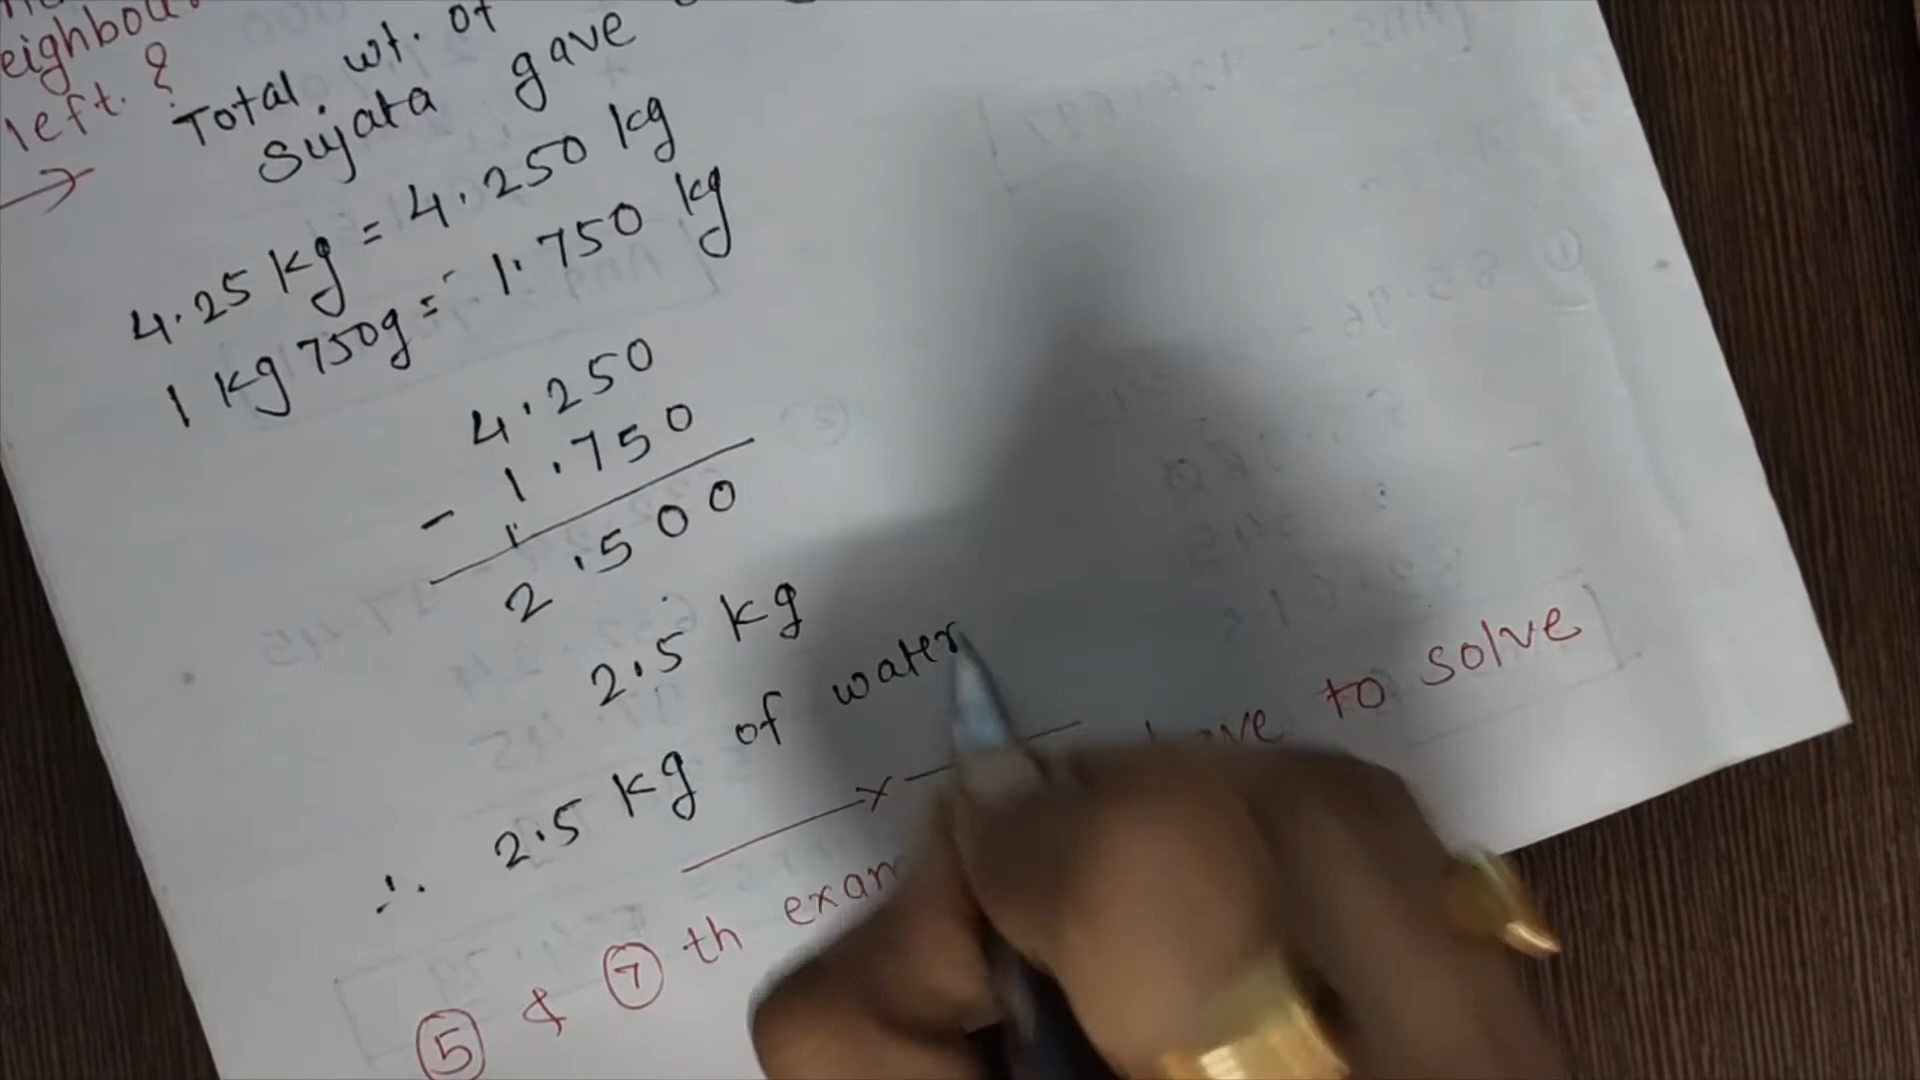 eighbou
left. ?
→ Total wt. of
Sujata gave
4.25 kg = 4.250 kg
1 kg 750g = 1.750 kg
4.250
- 1.750
2.500
2.5 kg
∴ 2.5 kg of water
x
5 & 7 th exam to solve